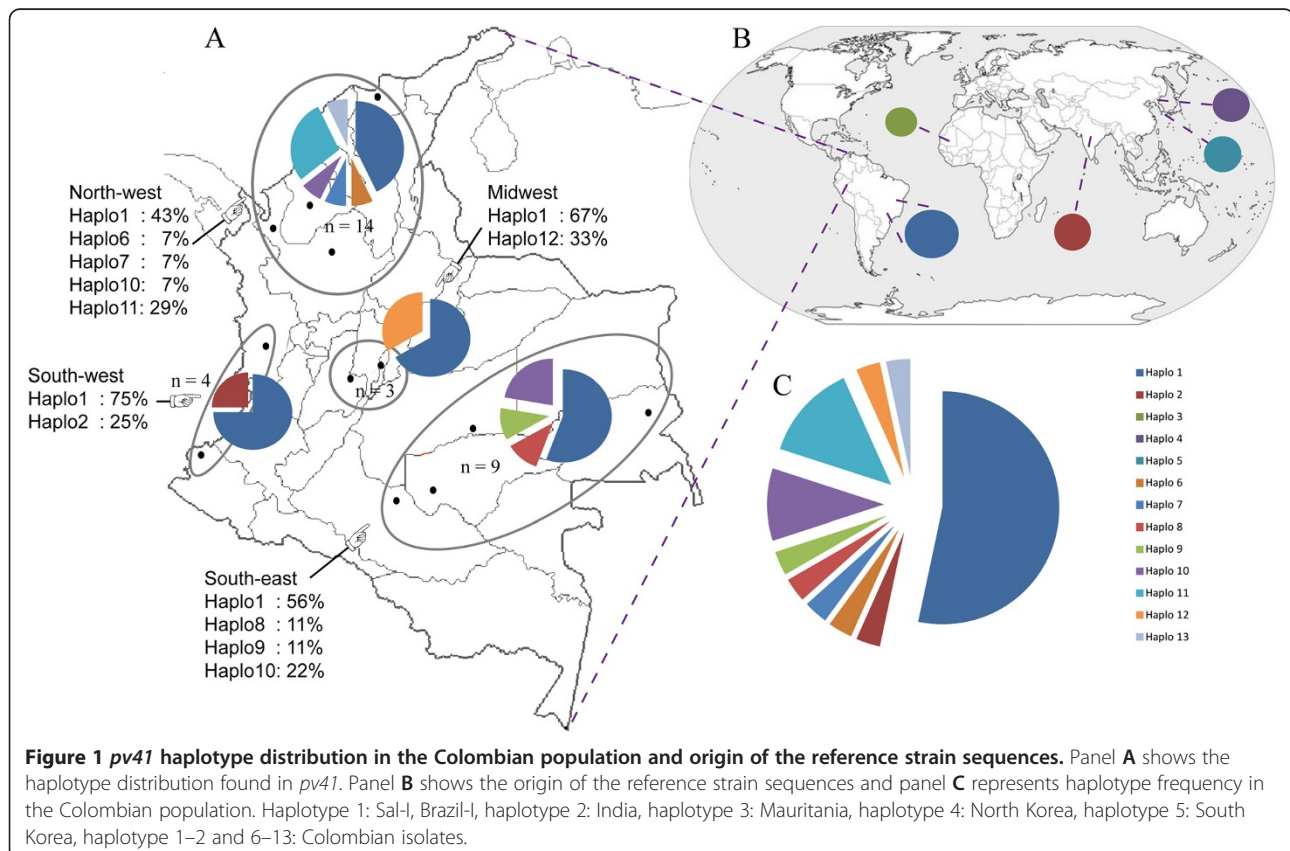 A
B
North-west
Haplo1 : 43%
Haplo6 : 7%
Haplo7 : 7%
Haplo10 : 7%
Haplo11: 29%
n = 14
Midwest
Haplo1 : 67%
Haplo12: 33%
South-west
Haplo1 : 75%
Haplo2 : 25%
n = 4
n = 3
n = 9
South-east
Haplo1 : 56%
Haplo8 : 11%
Haplo9 : 11%
Haplo10: 22%
C
Haplo 1
Haplo 2
Haplo 3
Haplo 4
Haplo 5
Haplo 6
Haplo 7
Haplo 8
Haplo 9
Haplo 10
Haplo 11
Haplo 12
Haplo 13
Figure 1 pv41 haplotype distribution in the Colombian population and origin of the reference strain sequences. Panel A shows the
haplotype distribution found in pv41. Panel B shows the origin of the reference strain sequences and panel C represents haplotype frequency in
the Colombian population. Haplotype 1: Sal-I, Brazil-I, haplotype 2: India, haplotype 3: Mauritania, haplotype 4: North Korea, haplotype 5: South
Korea, haplotype 1–2 and 6–13: Colombian isolates.